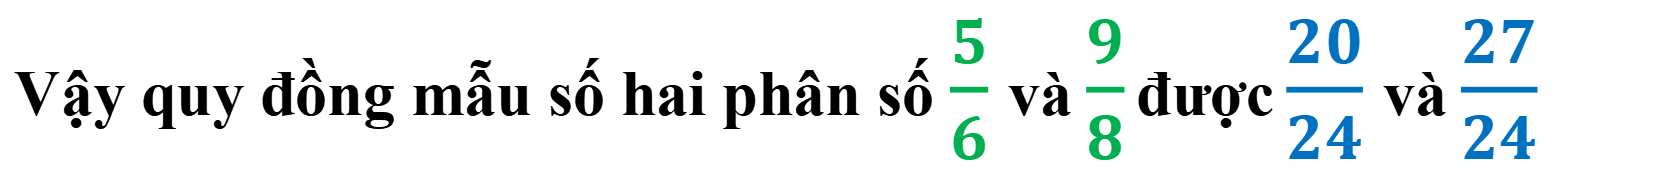 Vậy quy đồng mẫu số hai phân số 5/6 và 9/8 được 20/24 và 27/24